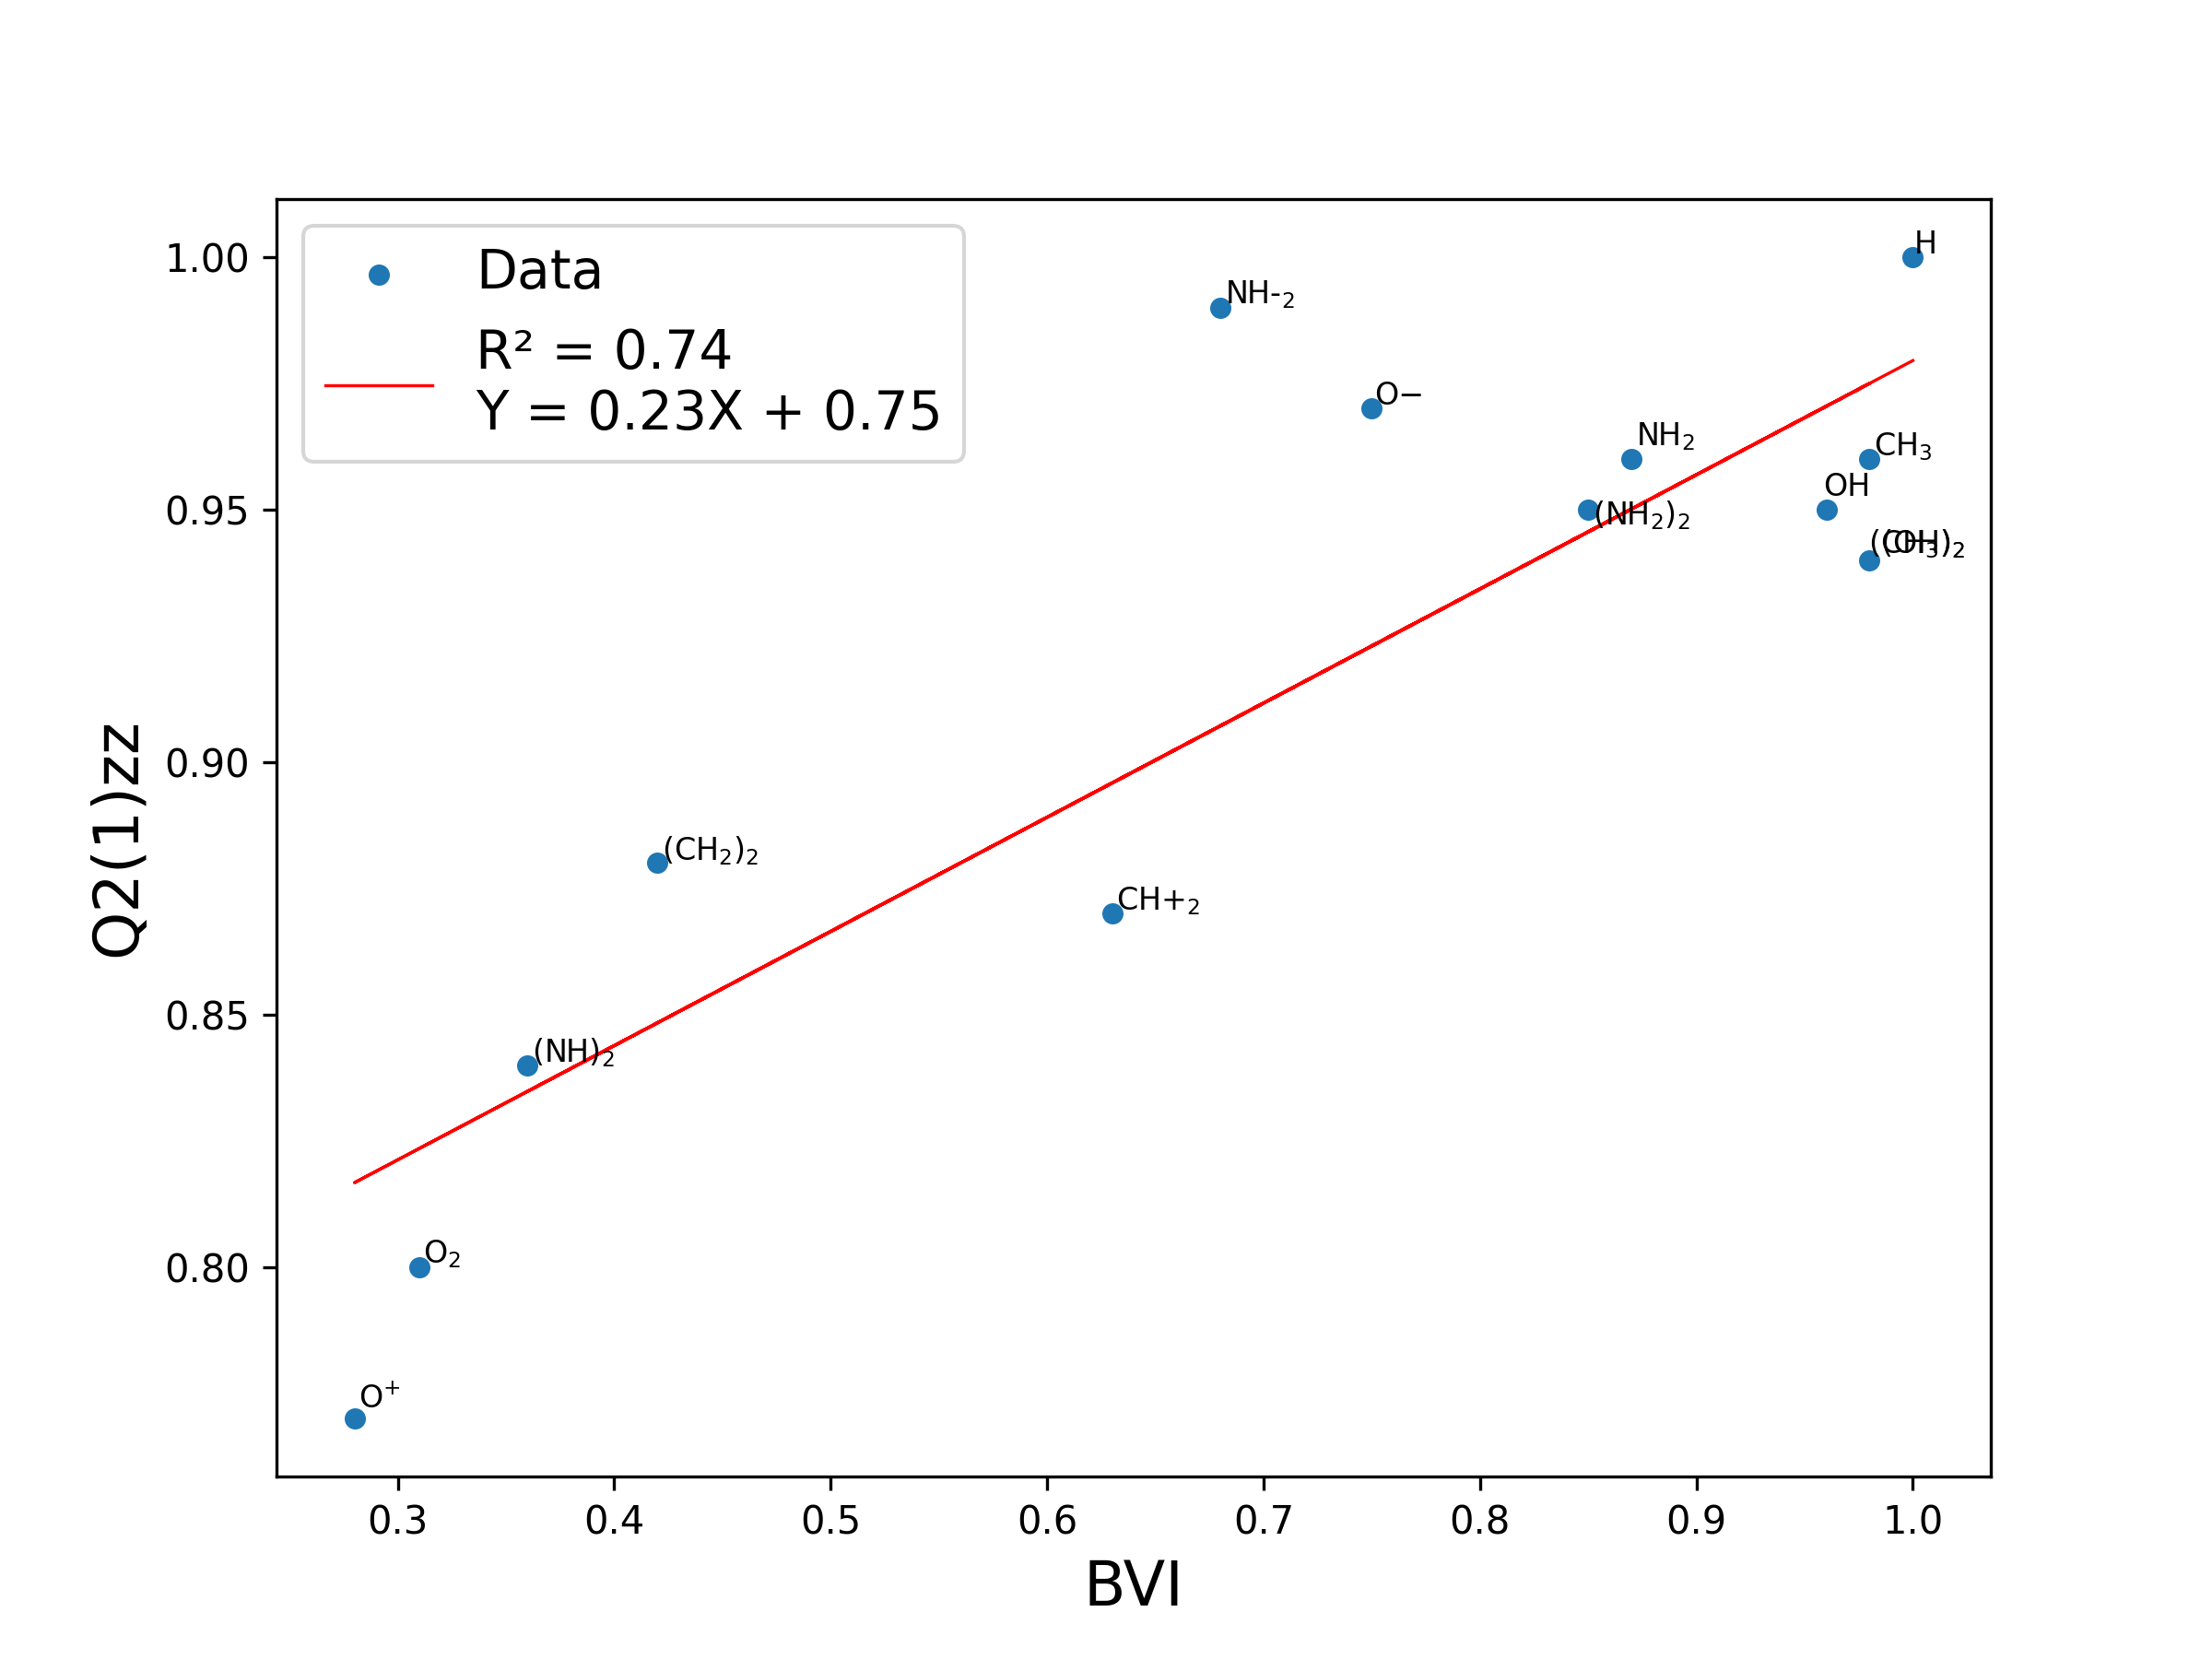 Data
R² = 0.74
Y = 0.23X + 0.75
H
NH-₂
O−
NH₂
CH₃
OH
(NH₂)₂
(CH₂)₂
CH+₂
(NH)₂
O₂
O⁺
1.00
0.95
0.90
0.85
0.80
Q2(1)zz
0.3 0.4 0.5 0.6 0.7 0.8 0.9 1.0
BVI